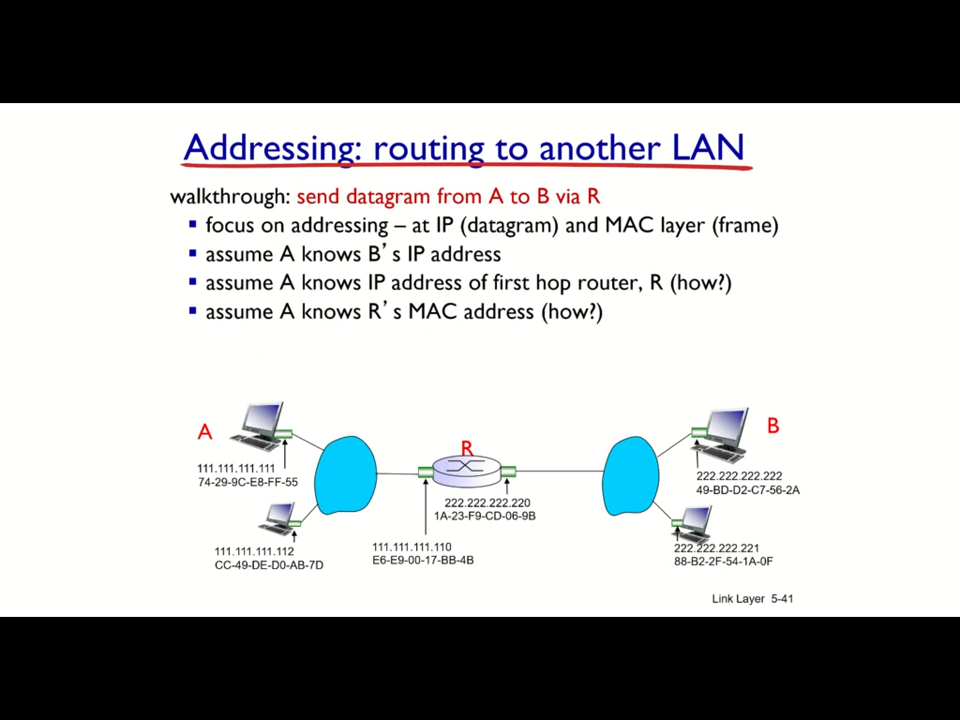 Addressing: routing to another LAN
walkthrough: send datagram from A to B via R
▪ focus on addressing – at IP (datagram) and MAC layer (frame)
▪ assume A knows B’s IP address
▪ assume A knows IP address of first hop router, R (how?)
▪ assume A knows R’s MAC address (how?)
A
B
R
111.111.111.111
74-29-9C-E8-FF-55
222.222.222.222
49-BD-D2-C7-56-2A
222.222.222.220
1A-23-F9-CD-06-9B
111.111.111.112
CC-49-DE-D0-AB-7D
111.111.111.110
E6-E9-00-17-BB-4B
222.222.222.221
88-B2-2F-54-1A-0F
Link Layer 5-41